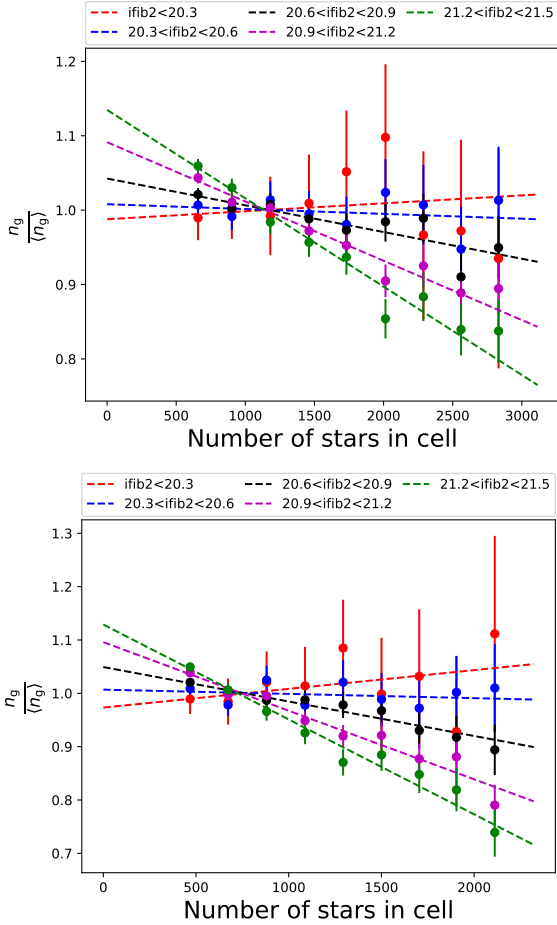 ifib2<20.3 20.6<ifib2<20.9 21.2<ifib2<21.5
20.3<ifib2<20.6 20.9<ifib2<21.2
1.2
1.1
1.0
0.9
0.8
n_g
⟨n_g⟩
0 500 1000 1500 2000 2500 3000
Number of stars in cell
ifib2<20.3 20.6<ifib2<20.9 21.2<ifib2<21.5
20.3<ifib2<20.6 20.9<ifib2<21.2
1.3
1.2
1.1
1.0
0.9
0.8
0.7
n_g
⟨n_g⟩
0 500 1000 1500 2000
Number of stars in cell